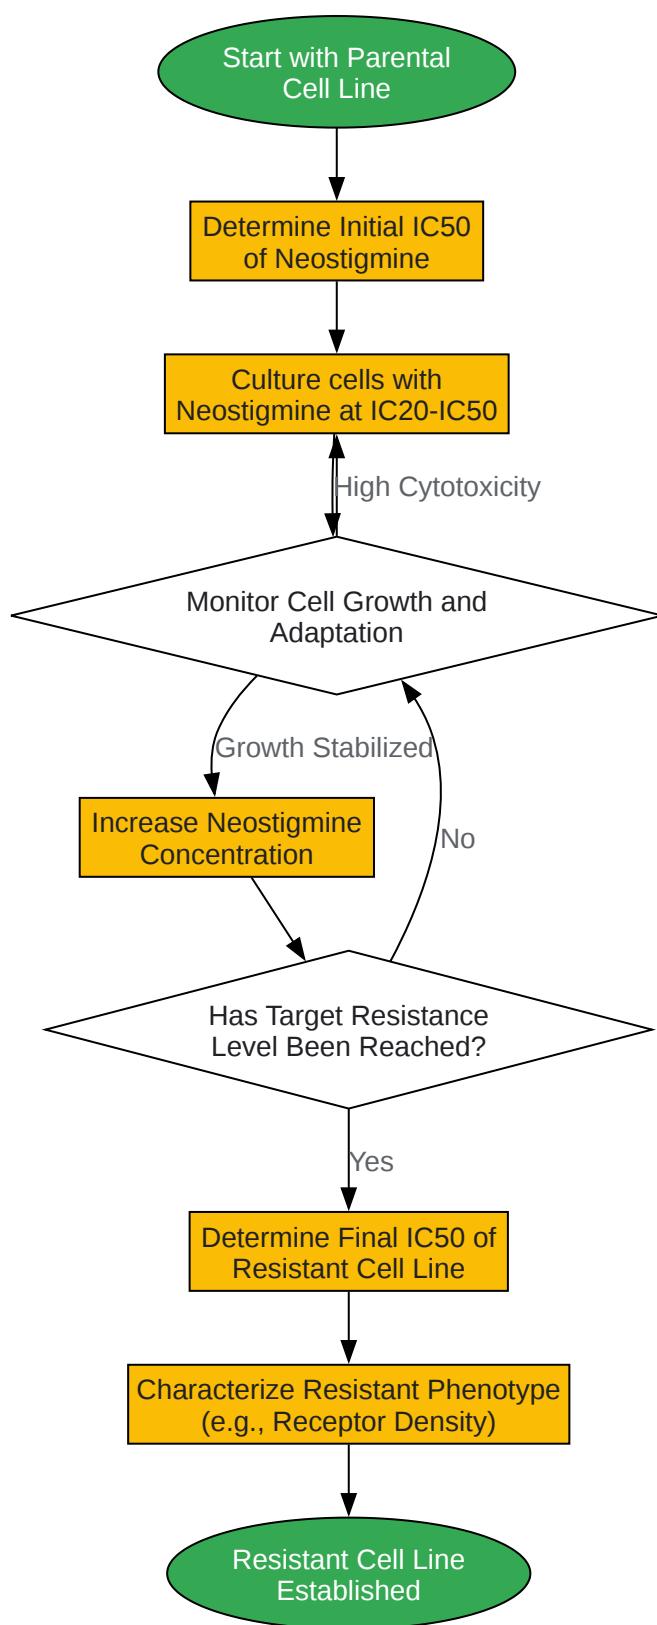 Start with Parental
Cell Line
Determine Initial IC50
of Neostigmine
Culture cells with
Neostigmine at IC20-IC50
High Cytotoxicity
Monitor Cell Growth and
Adaptation
Growth Stabilized
Increase Neostigmine
Concentration
No
Has Target Resistance
Level Been Reached?
Yes
Determine Final IC50 of
Resistant Cell Line
Characterize Resistant Phenotype
(e.g., Receptor Density)
Resistant Cell Line
Established